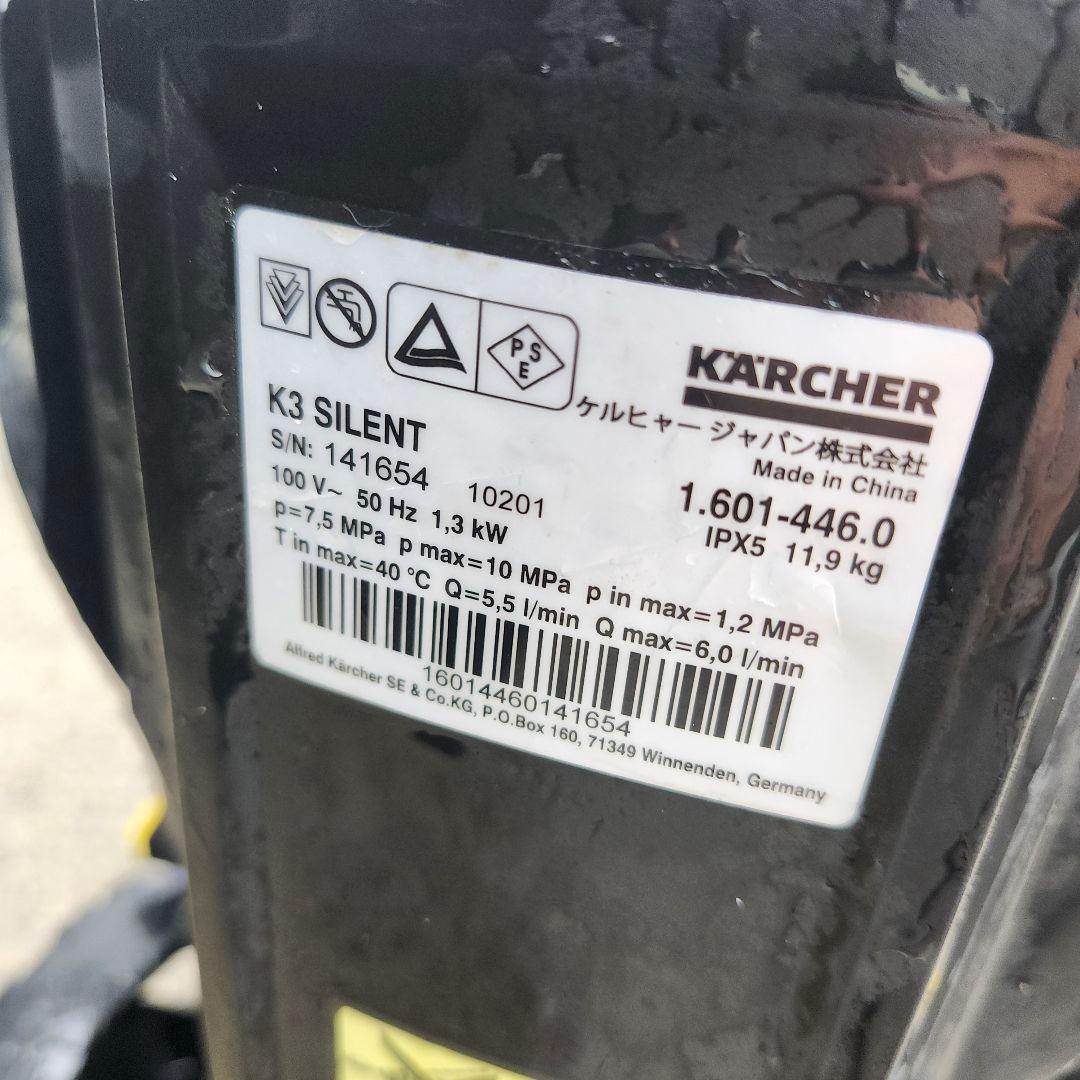 PSE
KÄRCHER
ケルヒャー ジャパン株式会社
Made in China
K3 SILENT
1.601-446.0
S/N: 141654 10201
IPX5 11,9 kg
100 V~ 50 Hz 1,3 kW
p=7,5 MPa p max=10 MPa p in max=1,2 MPa
T in max=40 °C Q=5,5 l/min Q max=6,0 l/min
16014460141654
Alfred Kärcher SE & Co.KG, P.O.Box 160, 71349 Winnenden, Germany